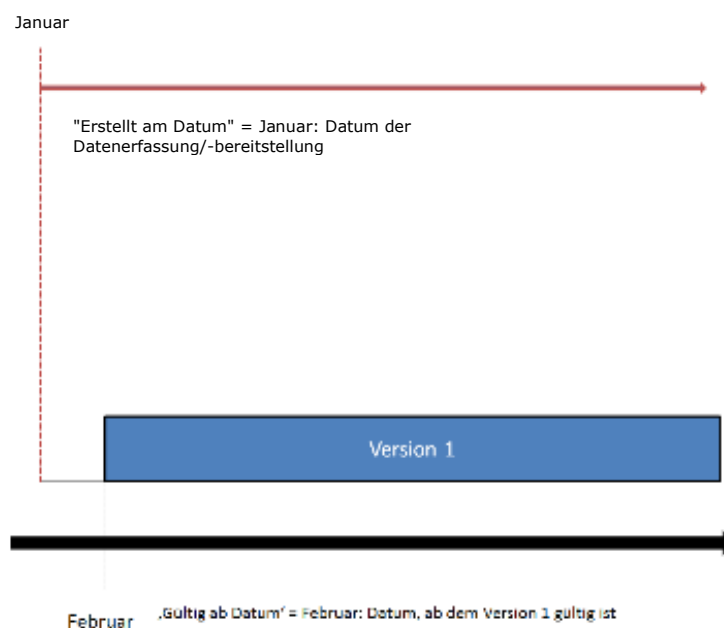 Januar
"Erstellt am Datum" = Januar: Datum der
Datenerfassung/-bereitstellung
Version 1
Februar
‚Gültig ab Datum‘ = Februar: Datum, ab dem Version 1 gültig ist